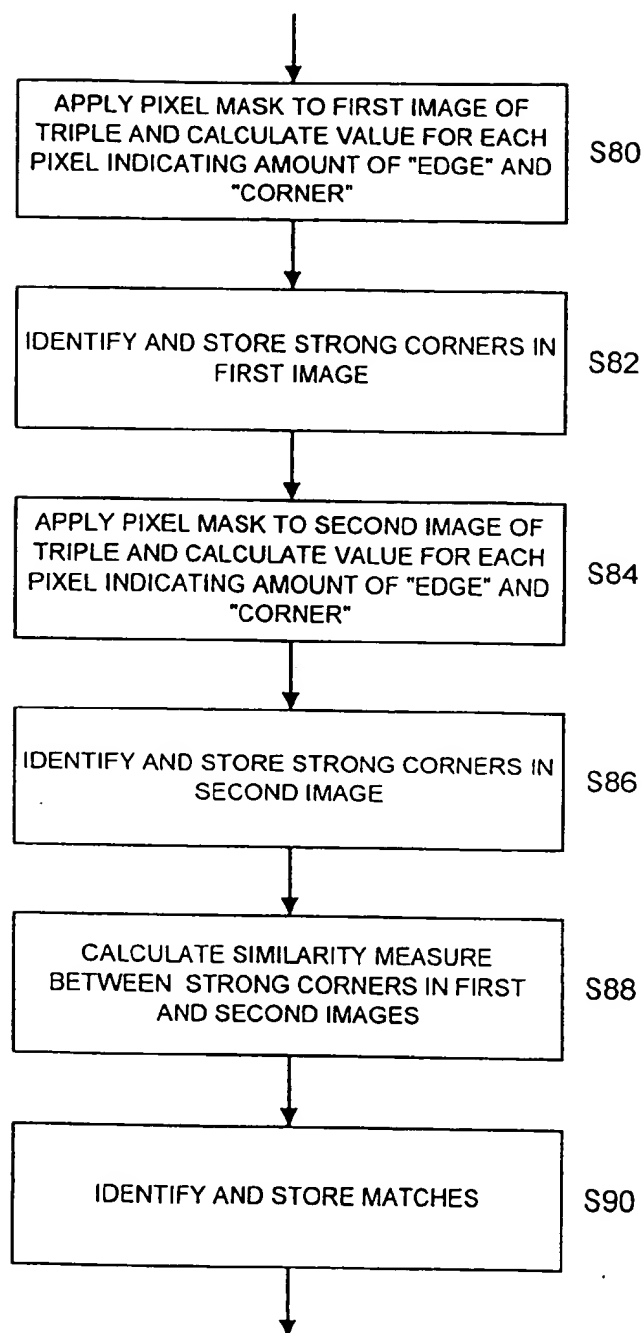 APPLY PIXEL MASK TO FIRST IMAGE OF
TRIPLE AND CALCULATE VALUE FOR EACH
PIXEL INDICATING AMOUNT OF "EDGE" AND
"CORNER"
S80
IDENTIFY AND STORE STRONG CORNERS IN
FIRST IMAGE
S82
APPLY PIXEL MASK TO SECOND IMAGE OF
TRIPLE AND CALCULATE VALUE FOR EACH
PIXEL INDICATING AMOUNT OF "EDGE" AND
"CORNER"
S84
IDENTIFY AND STORE STRONG CORNERS IN
SECOND IMAGE
S86
CALCULATE SIMILARITY MEASURE
BETWEEN STRONG CORNERS IN FIRST
AND SECOND IMAGES
S88
IDENTIFY AND STORE MATCHES
S90